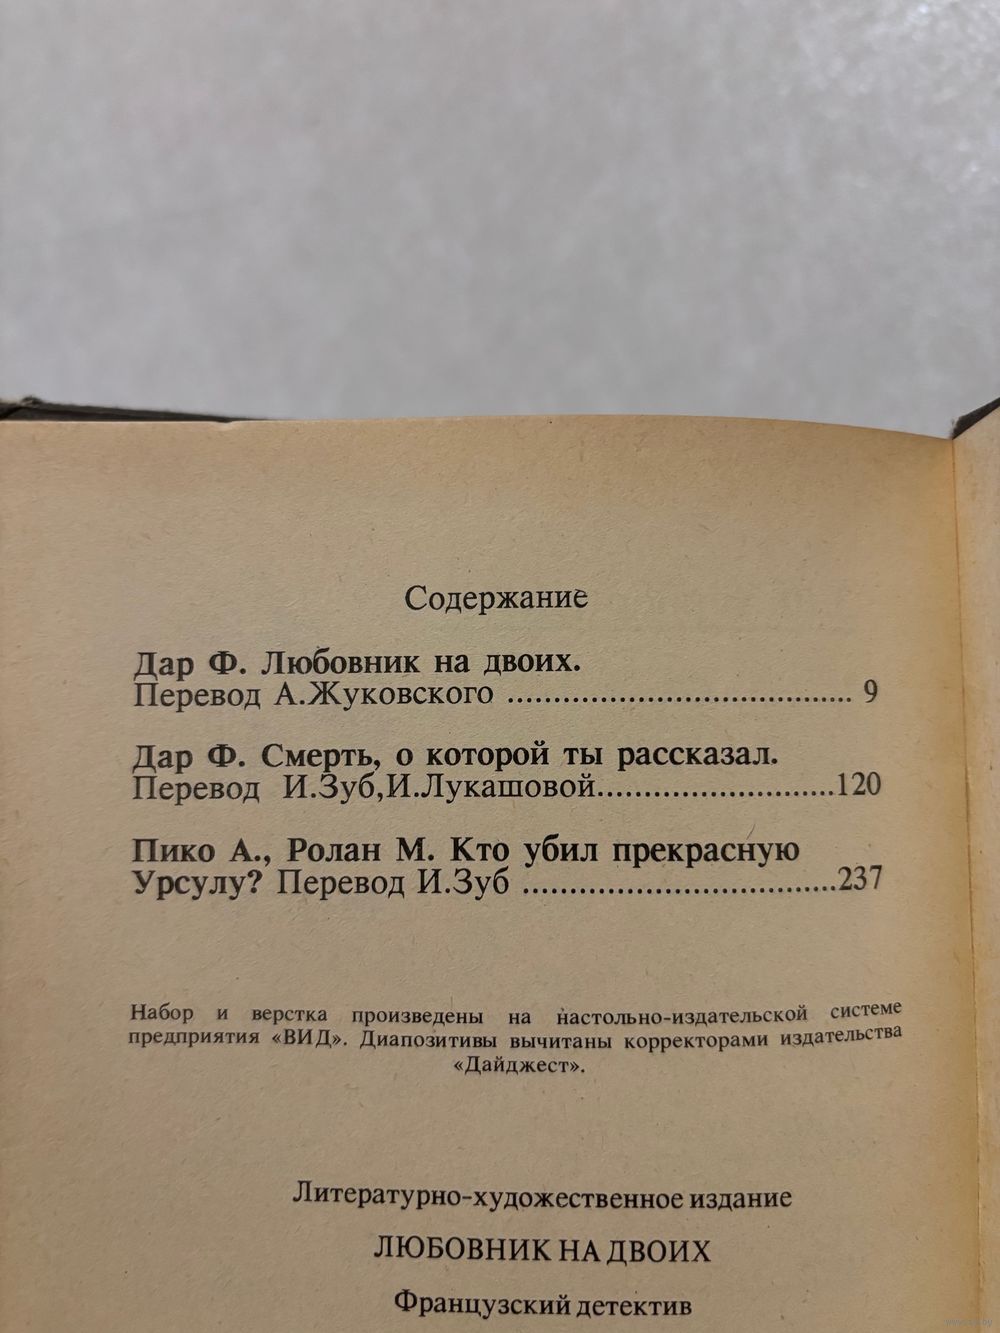 Содержание
Дар Ф. Любовник на двоих.
Перевод А.Жуковского ..................................... 9
Дар Ф. Смерть, о которой ты рассказал.
Перевод И.Зуб,И.Лукашовой..........................120
Пико А., Ролан М. Кто убил прекрасную
Урсулу? Перевод И.Зуб ..................................237
Набор и верстка произведены на настольно-издательской системе
предприятия «ВИД». Диапозитивы вычитаны корректорами издательства
«Дайджест».
Литературно-художественное издание
ЛЮБОВНИК НА ДВОИХ
Французский детектив